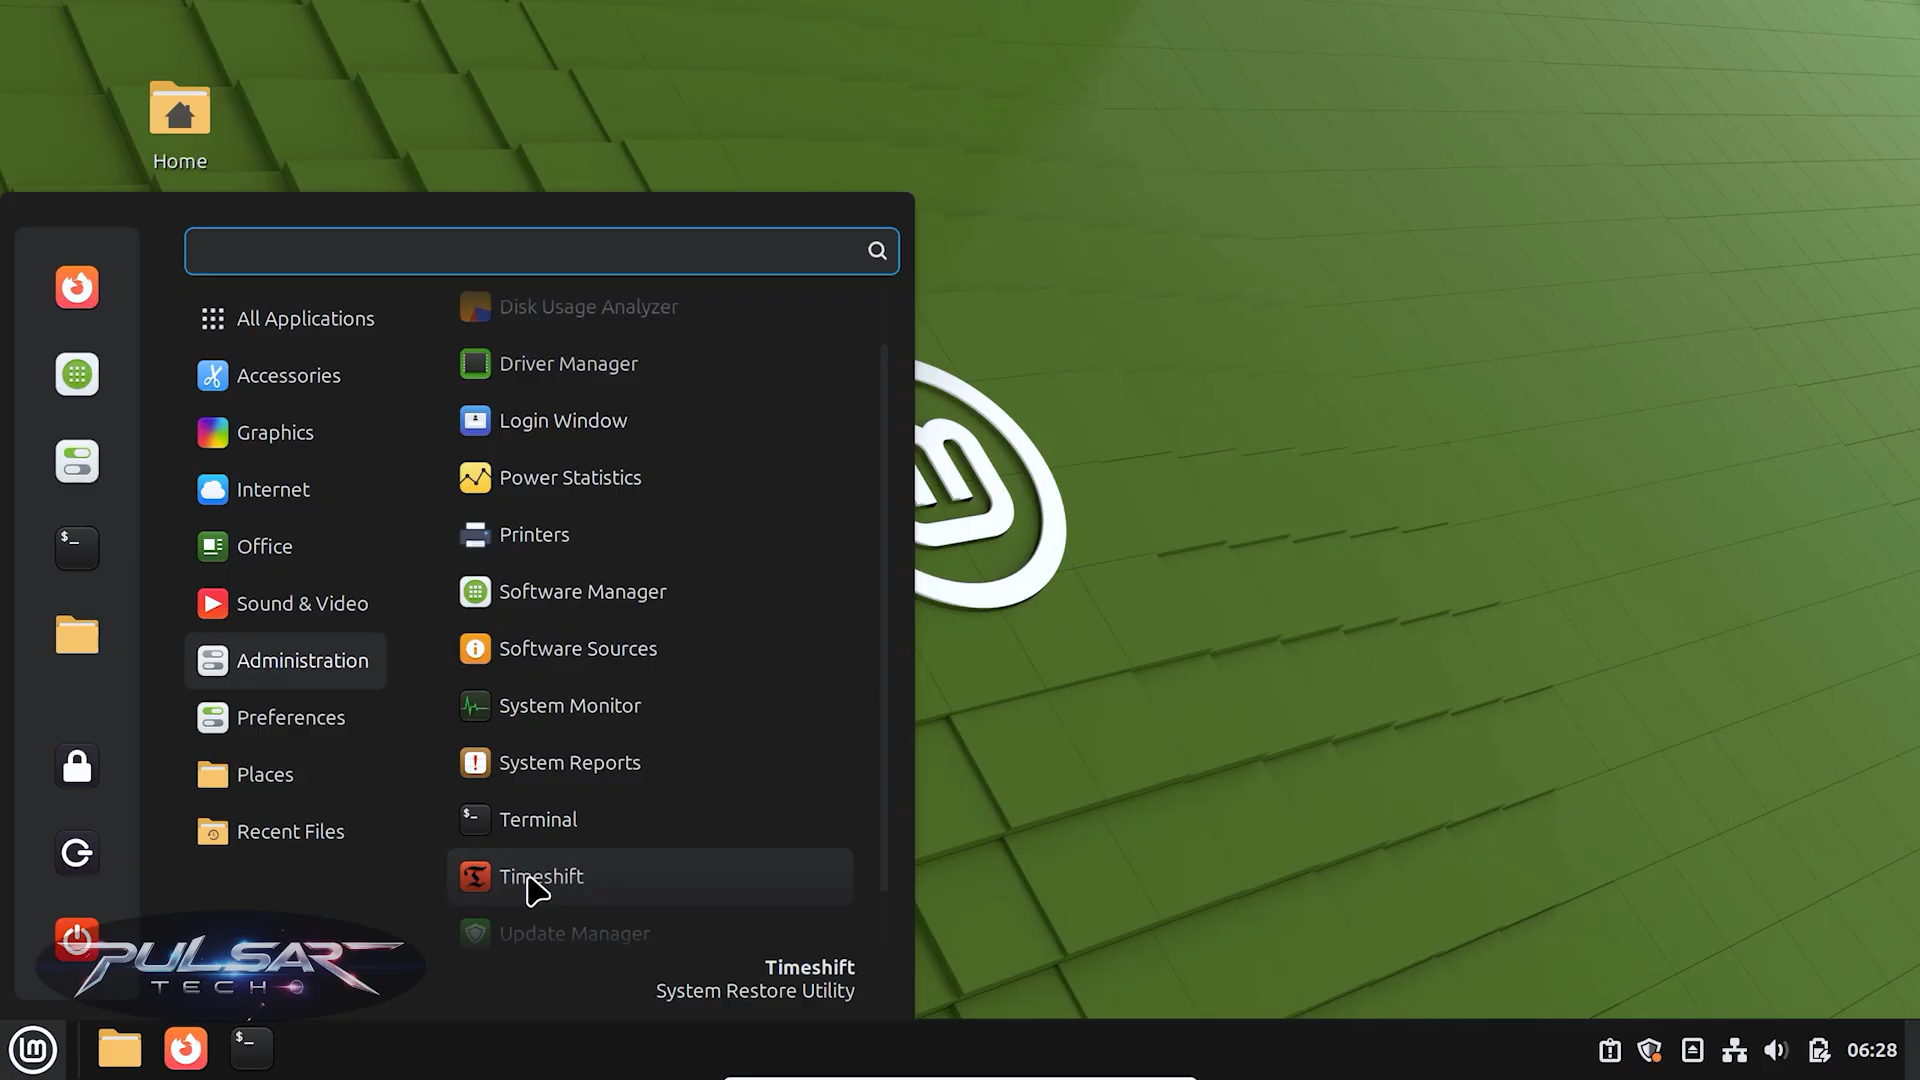 Home
All Applications
Accessories
Graphics
Internet
Office
Sound & Video
Administration
Preferences
Places
Recent Files
Disk Usage Analyzer
Driver Manager
Login Window
Power Statistics
Printers
Software Manager
Software Sources
System Monitor
System Reports
Terminal
Timeshift
Update Manager
Timeshift
System Restore Utility
PULSAR
TECH
06:28